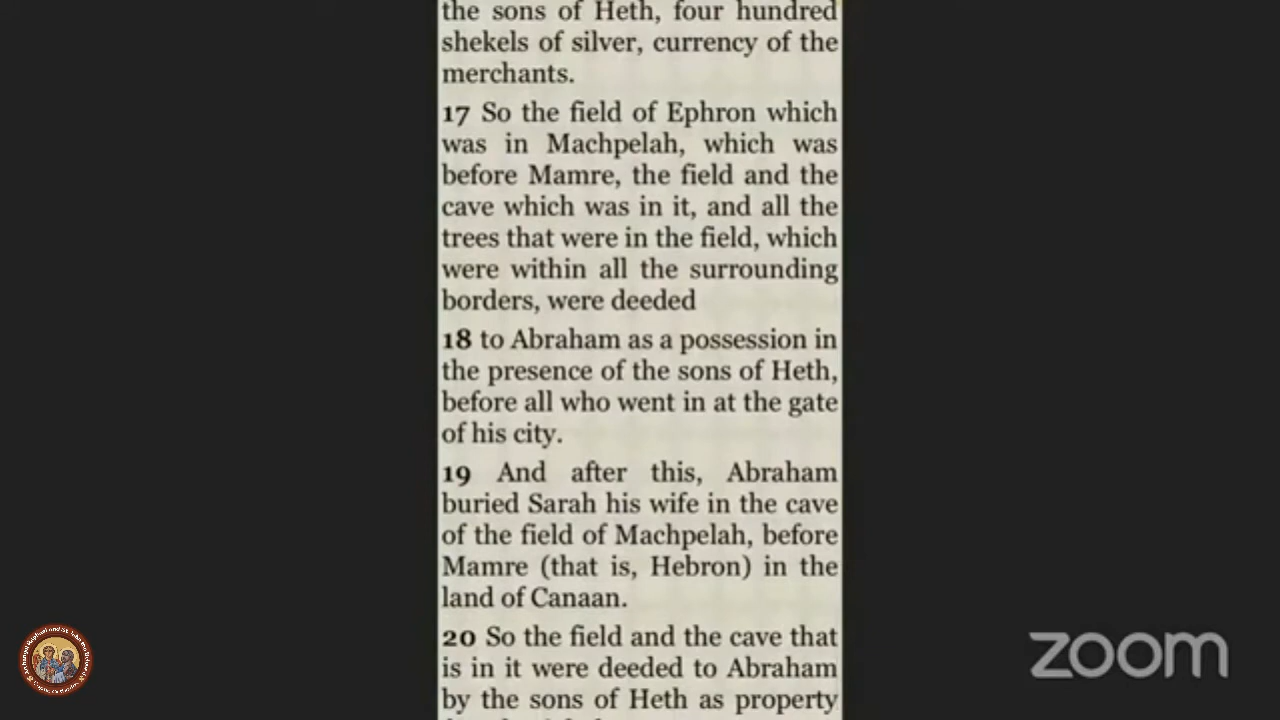 the sons of Heth, four hundred
shekels of silver, currency of the
merchants.
17 So the field of Ephron which
was in Machpelah, which was
before Mamre, the field and the
cave which was in it, and all the
trees that were in the field, which
were within all the surrounding
borders, were deeded
18 to Abraham as a possession in
the presence of the sons of Heth,
before all who went in at the gate
of his city.
19 And after this, Abraham
buried Sarah his wife in the cave
of the field of Machpelah, before
Mamre (that is, Hebron) in the
land of Canaan.
20 So the field and the cave that
is in it were deeded to Abraham
by the sons of Heth as property
zoom